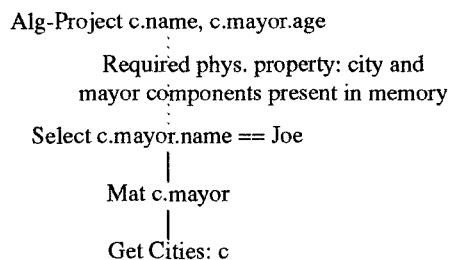 Alg-Project c.name, c.mayor.age
Required phys. property: city and
mayor components present in memory
Select c.mayor.name == Joe
Mat c.mayor
Get Cities: c